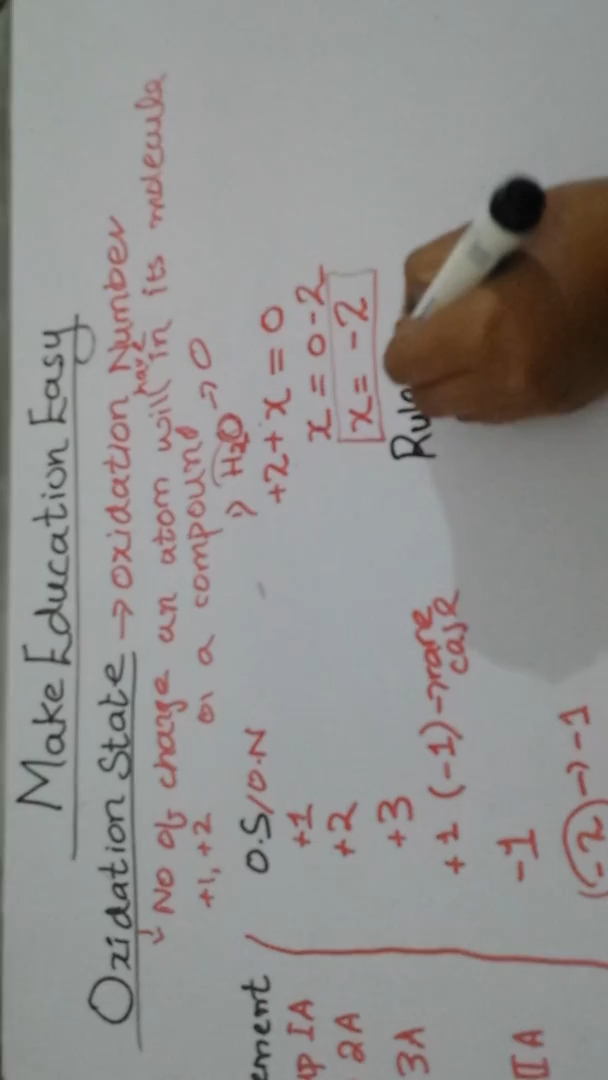 Make Education Easy
Oxidation State → Oxidation Number
↳ No of charge an atom will have in its molecule
+1, +2 or a compound → 0
ement O.S/O.N
IA +1
2A +2
3A +3
+1 (-1) → rare case
IIA -1
(-2) → -1
H₂O
+2+x=0
x=0-2
x=-2